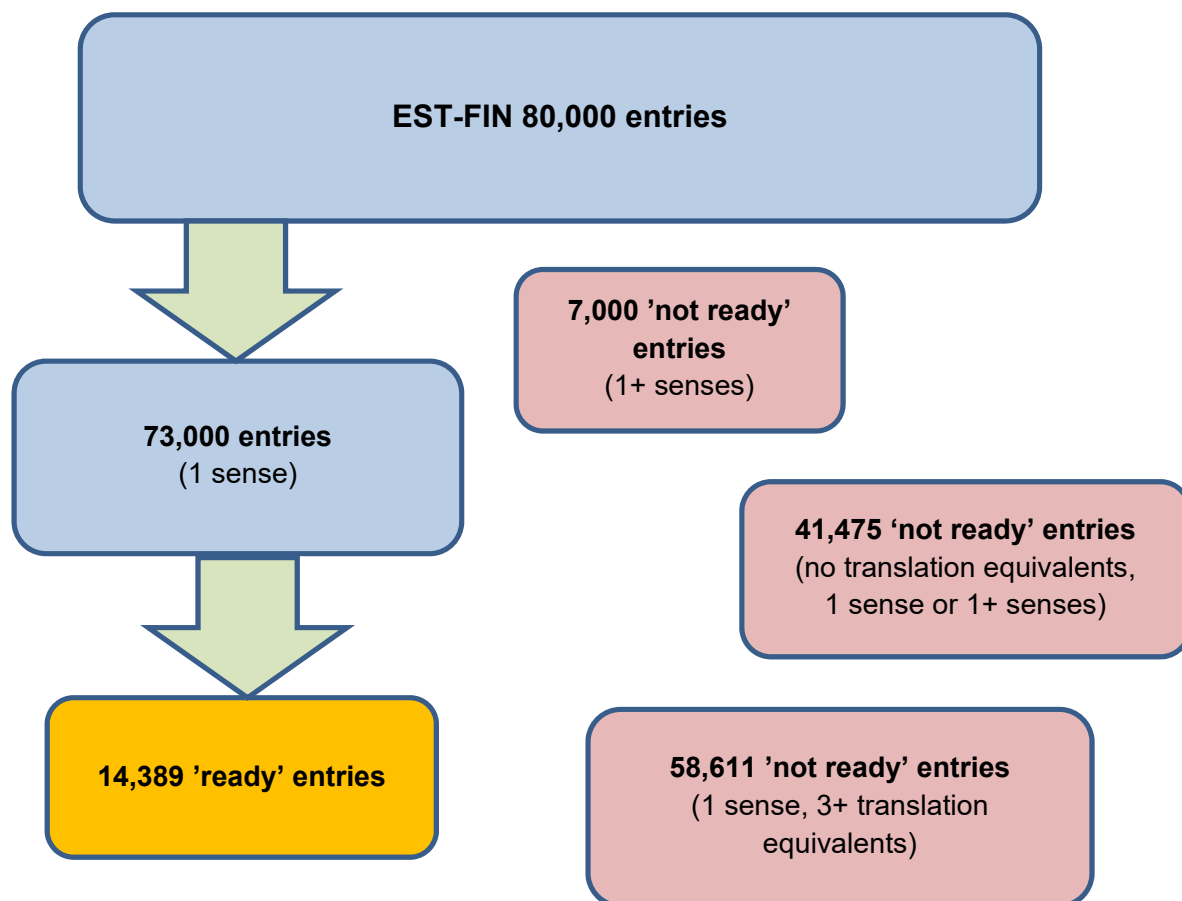 EST-FIN 80,000 entries
7,000 ’not ready’
entries
(1+ senses)
73,000 entries
(1 sense)
41,475 ‘not ready’ entries
(no translation equivalents,
1 sense or 1+ senses)
14,389 ’ready’ entries
58,611 ’not ready’ entries
(1 sense, 3+ translation
equivalents)